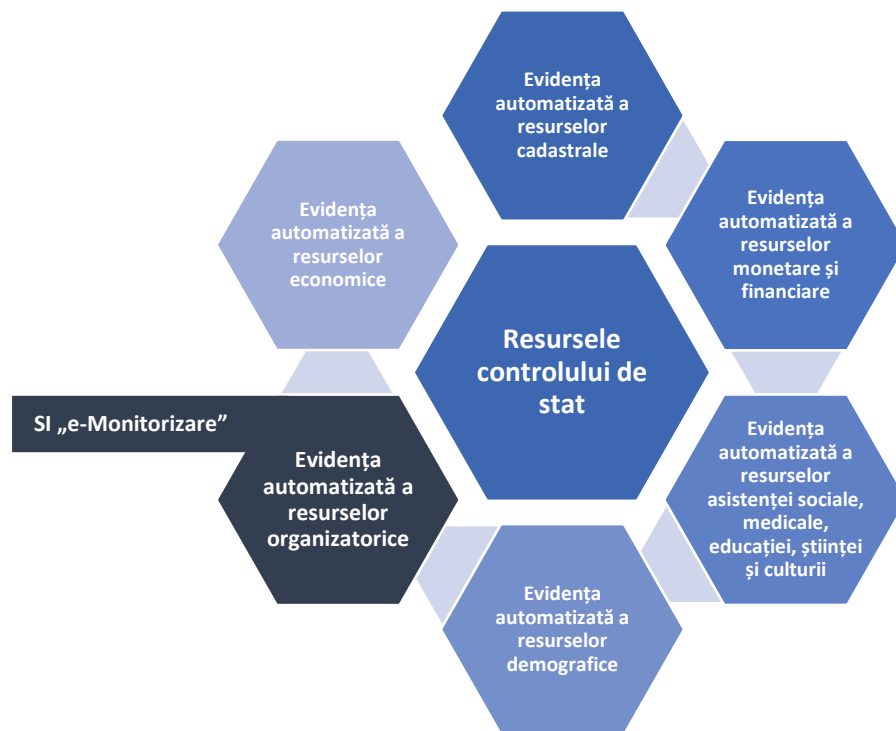 Evidența
automatizată a
resurselor
cadastrale
Evidența
automatizată a
resurselor
economice
Evidența
automatizată a
resurselor
monetare și
financiare
Resursele
controlului de
stat
SI „e-Monitorizare”
Evidența
automatizată a
resurselor
organizatorice
Evidența
automatizată a
resurselor
asistenței sociale,
medicale,
educației, științei
și culturii
Evidența
automatizată a
resurselor
demografice